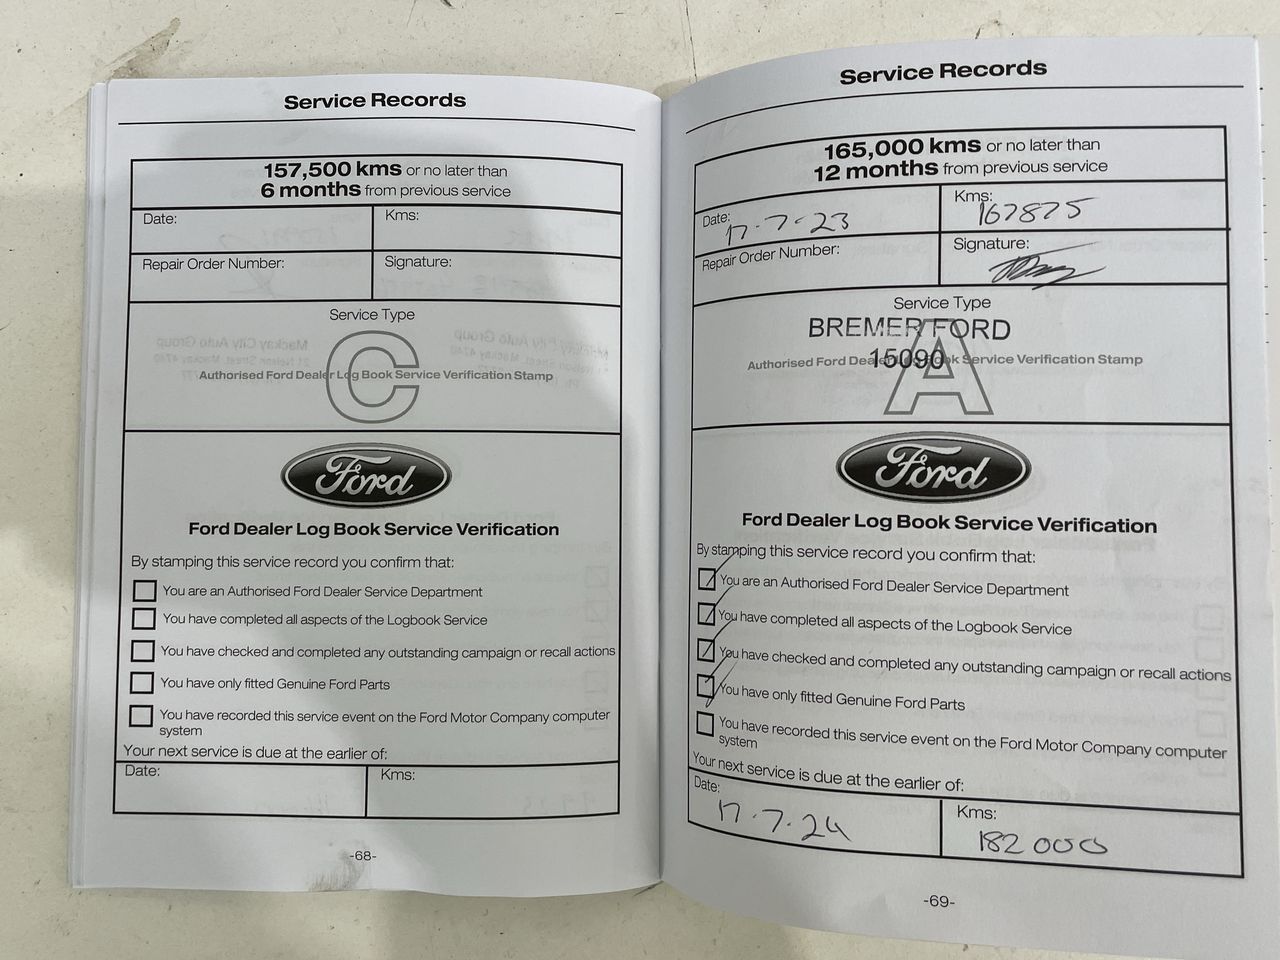 Service Records
157,500 kms or no later than
6 months from previous service
Date:
Kms:
Repair Order Number:
Signature:
Service Type
C
Authorised Ford Dealer Log Book Service Verification Stamp
Ford
Ford Dealer Log Book Service Verification
By stamping this service record you confirm that:
You are an Authorised Ford Dealer Service Department
You have completed all aspects of the Logbook Service
You have checked and completed any outstanding campaign or recall actions
You have only fitted Genuine Ford Parts
You have recorded this service event on the Ford Motor Company computer
system
Your next service is due at the earlier of:
Date:
Kms:
-68-
Service Records
165,000 kms or no later than
12 months from previous service
Date: 17-7-23
Kms: 167875
Repair Order Number:
Signature:
Service Type
BREMER FORD
A
Authorised Ford Dealer Log Book Service Verification Stamp
15090
Ford
Ford Dealer Log Book Service Verification
By stamping this service record you confirm that:
You are an Authorised Ford Dealer Service Department
You have completed all aspects of the Logbook Service
You have checked and completed any outstanding campaign or recall actions
You have only fitted Genuine Ford Parts
You have recorded this service event on the Ford Motor Company computer
system
Your next service is due at the earlier of:
Date: 17.7.24
Kms: 182000
-69-